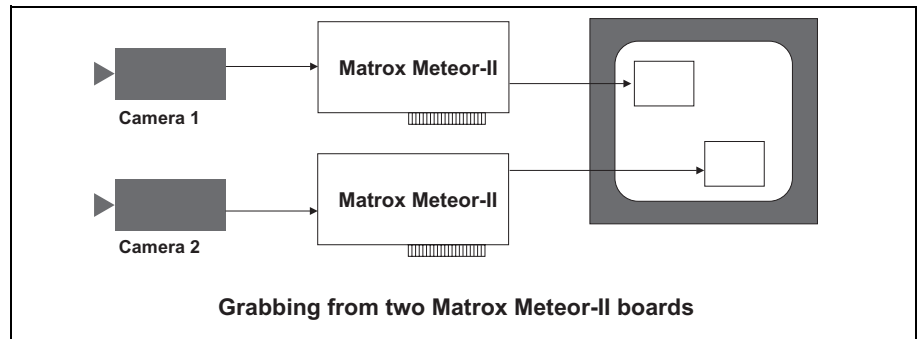 Matrox Meteor-II
Camera 1
Matrox Meteor-II
Camera 2
Grabbing from two Matrox Meteor-II boards